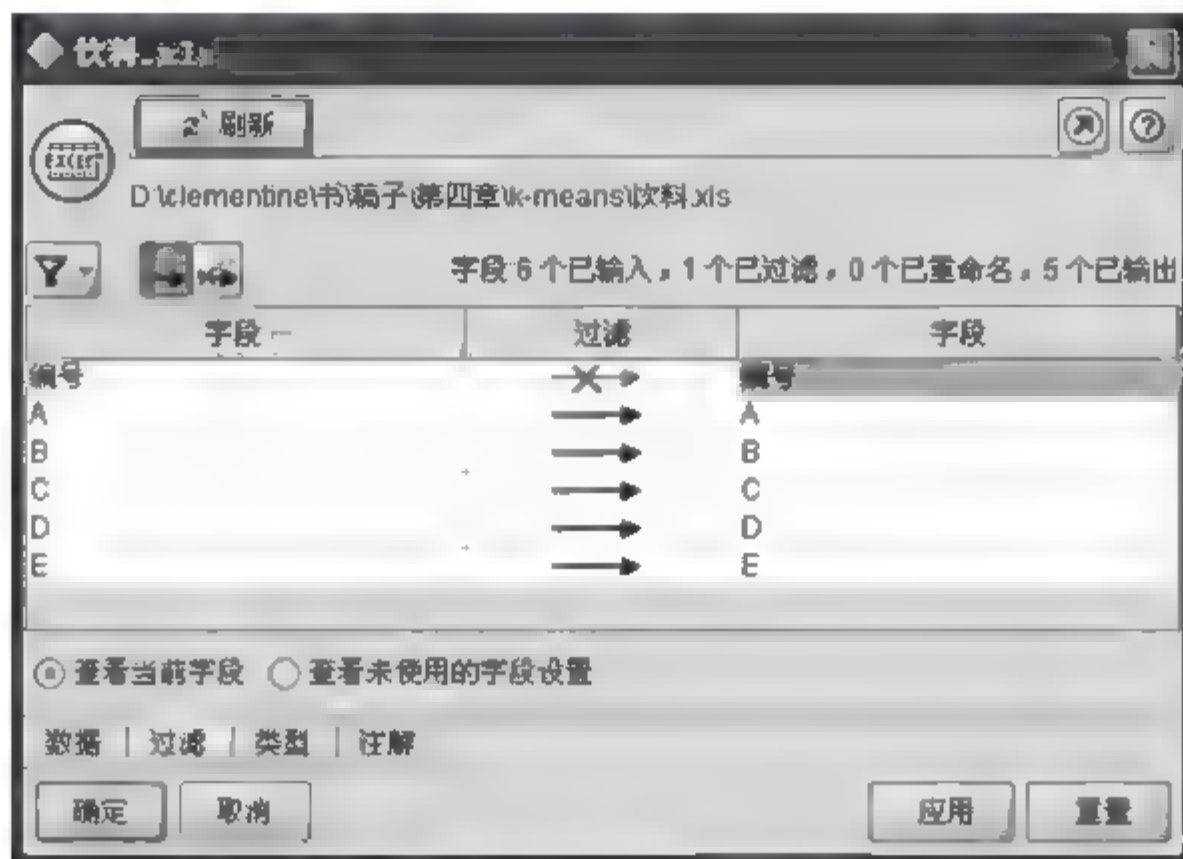 饮料.xls
刷新
D:\clementine\书\稿子\第四章\k-means\饮料.xls
字段 6 个已输入，1 个已过滤，0 个已重命名，5 个已输出
字段 过滤 字段
编号 编号
A A
B B
C C
D D
E E
查看当前字段 查看未使用的字段设置
数据 过滤 类型 注解
确定 取消 应用 重置